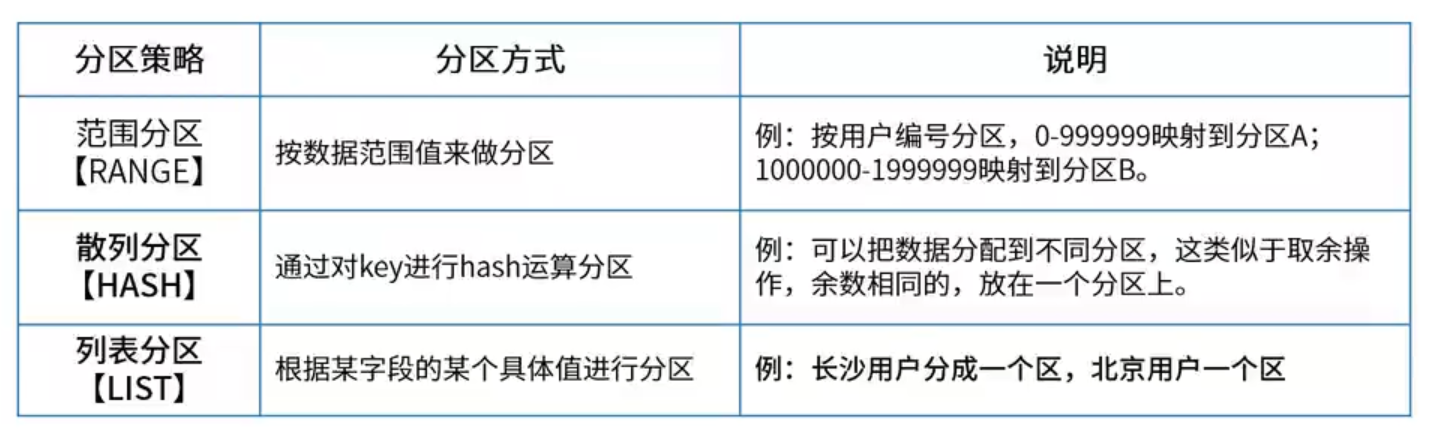 分区策略
分区方式
说明
范围分区
【RANGE】
按数据范围值来做分区
例：按用户编号分区，0-999999映射到分区A；
1000000-1999999映射到分区B。
散列分区
【HASH】
通过对key进行hash运算分区
例：可以把数据分配到不同分区，这类似于取余操
作，余数相同的，放在一个分区上。
列表分区
【LIST】
根据某字段的某个具体值进行分区
例：长沙用户分成一个区，北京用户一个区